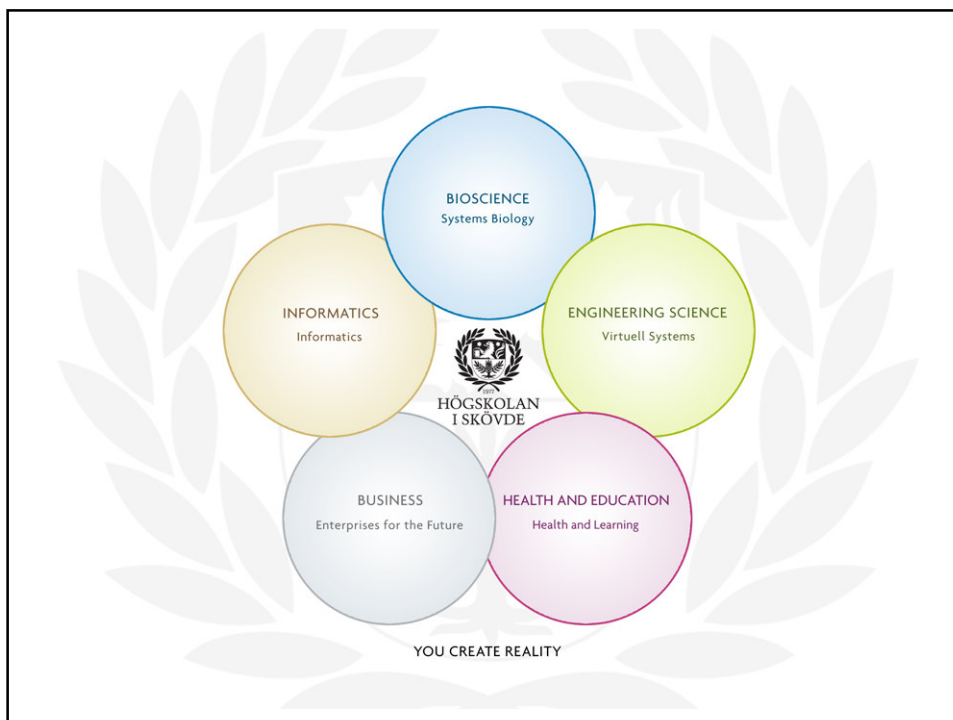 BIOSCIENCE
Systems Biology
INFORMATICS
Informatics
ENGINEERING SCIENCE
Virtuell Systems
1977
HÖGSKOLAN
I SKÖVDE
BUSINESS
Enterprises for the Future
HEALTH AND EDUCATION
Health and Learning
YOU CREATE REALITY